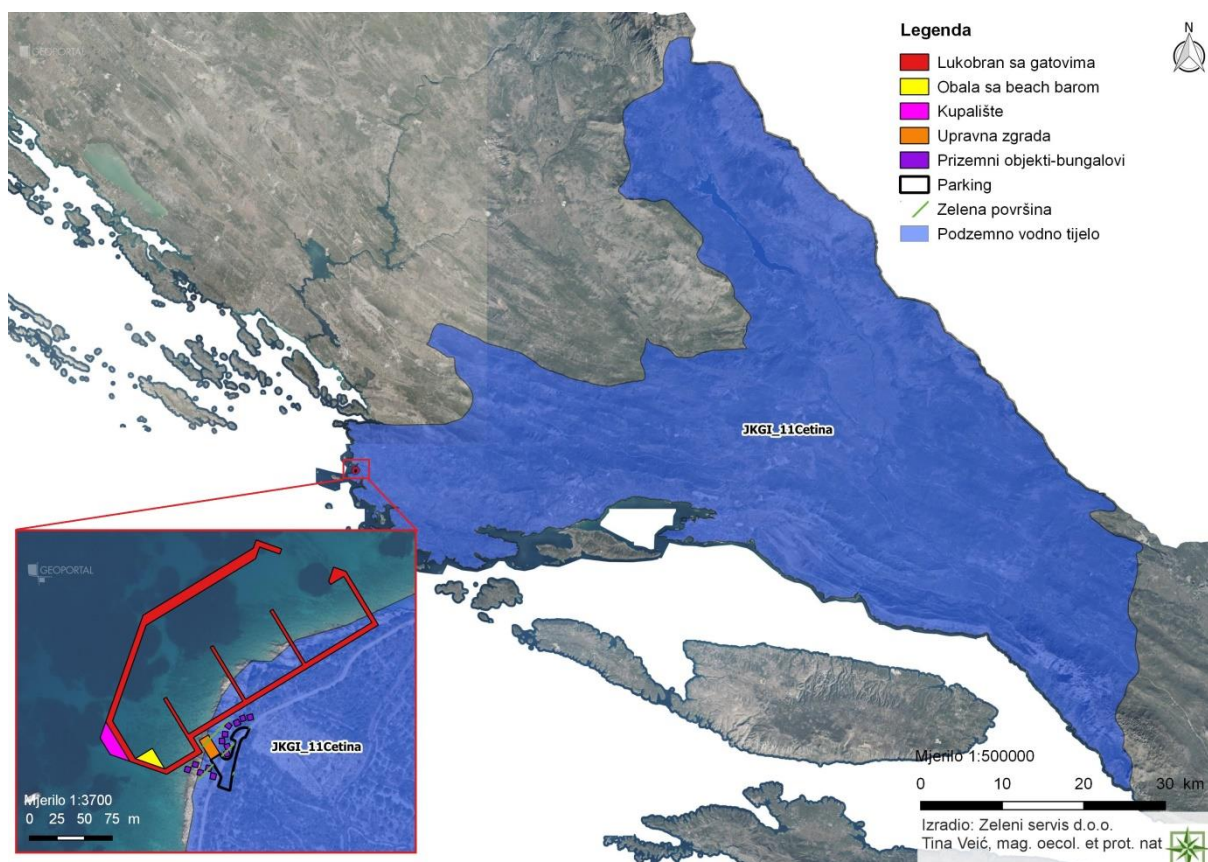 GEOPORTAL
Legenda
Lukobran sa gatovima
Obala sa beach barom
Kupalište
Upravna zgrada
Prizemni objekti-bungalovi
Parking
Zelena površina
Podzemno vodno tijelo
N
JKGI_11Cetina
GEOPORTAL
JKGI_11Cetina
Mjerilo 1:3700
0 25 50 75 m
Mjerilo 1:500000
0 10 20 30 km
Izradio: Zeleni servis d.o.o.
Tina Veić, mag. oecol. et prot. nat